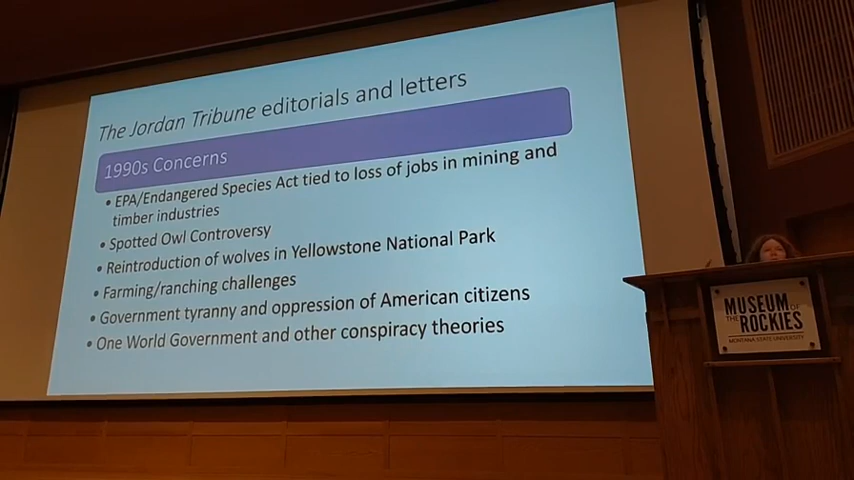 The Jordan Tribune editorials and letters
1990s Concerns
• EPA/Endangered Species Act tied to loss of jobs in mining and
timber industries
• Spotted Owl Controversy
• Reintroduction of wolves in Yellowstone National Park
• Farming/ranching challenges
• Government tyranny and oppression of American citizens
• One World Government and other conspiracy theories
MUSEUM OF
THE ROCKIES
MONTANA STATE UNIVERSITY